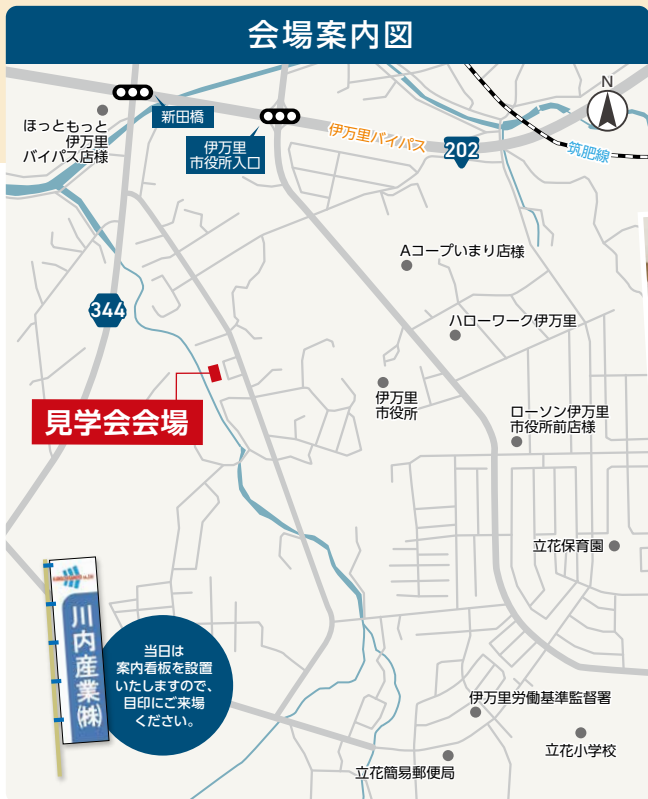 会場案内図
N
ほっともっと
伊万里
バイパス店様
新田橋
伊万里
市役所入口
伊万里バイパス
202
筑肥線
Aコープいまり店様
344
ハローワーク伊万里
見学会会場
伊万里
市役所
ローソン伊万里
市役所前店様
立花保育園
川内産業㈱
当日は
案内看板を設置
いたしますので、
目印にご来場
ください。
伊万里労働基準監督署
立花小学校
立花簡易郵便局